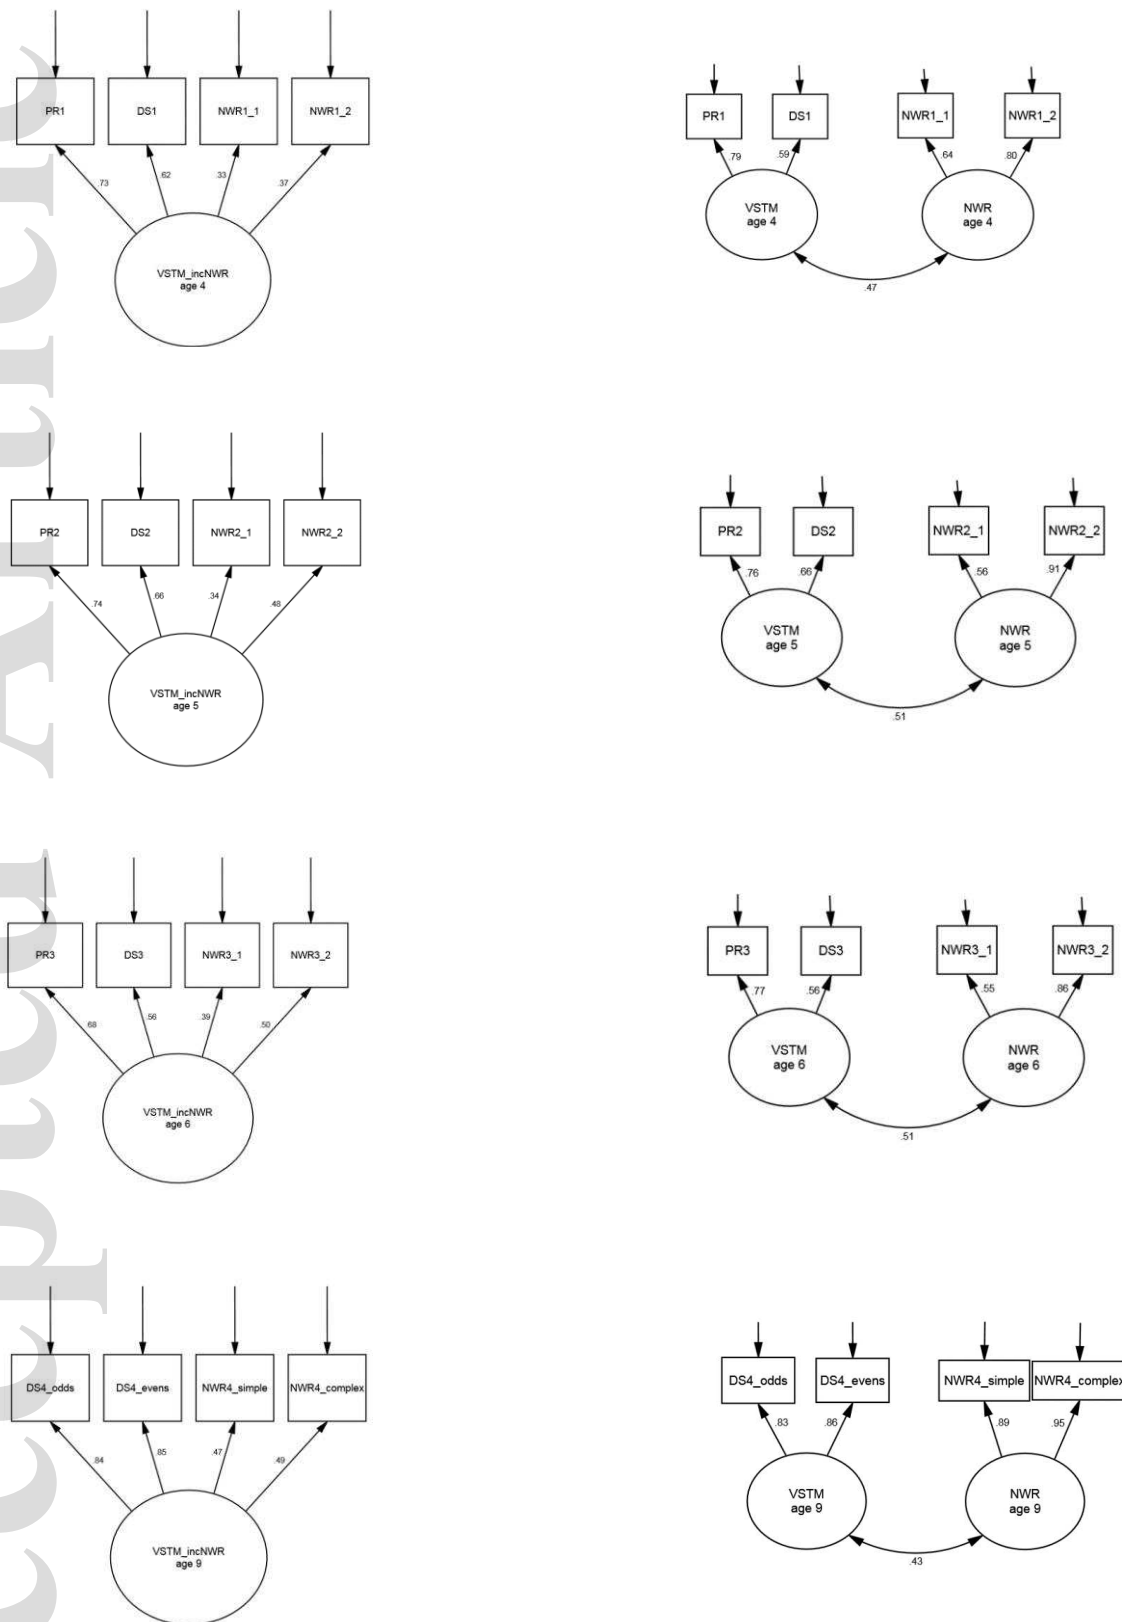 PR1
DS1
NWR1_1
NWR1_2
.73
.62
.33
.37
VSTM_incNWR
age 4
PR1
DS1
NWR1_1
NWR1_2
.79
.59
.64
.80
VSTM
age 4
NWR
age 4
.47
PR2
DS2
NWR2_1
NWR2_2
.74
.66
.34
.48
VSTM_incNWR
age 5
PR2
DS2
NWR2_1
NWR2_2
.76
.66
.56
.91
VSTM
age 5
NWR
age 5
.51
PR3
DS3
NWR3_1
NWR3_2
.68
.56
.39
.50
VSTM_incNWR
age 6
PR3
DS3
NWR3_1
NWR3_2
.77
.56
.55
.86
VSTM
age 6
NWR
age 6
.51
DS4_odds
DS4_evens
NWR4_simple
NWR4_complex
.84
.85
.47
.49
VSTM_incNWR
age 9
DS4_odds
DS4_evens
NWR4_simple
NWR4_complex
.83
.86
.89
.95
VSTM
age 9
NWR
age 9
.43